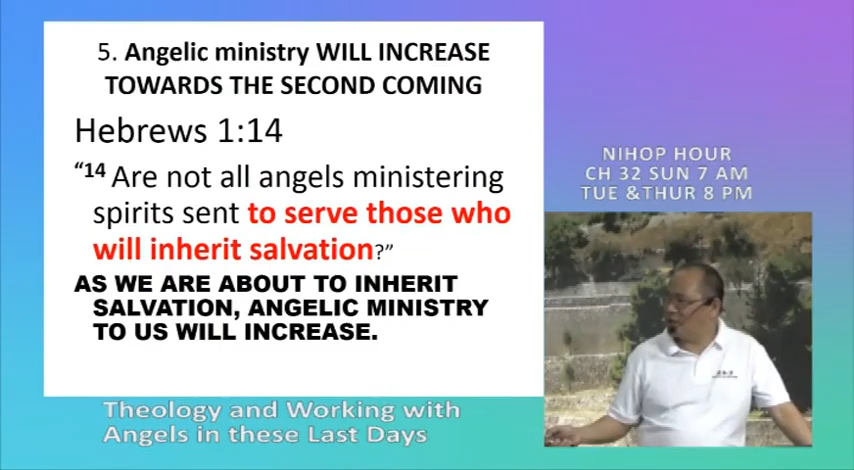 5. Angelic ministry WILL INCREASE
TOWARDS THE SECOND COMING
Hebrews 1:14
“14 Are not all angels ministering
spirits sent to serve those who
will inherit salvation?”
AS WE ARE ABOUT TO INHERIT
SALVATION, ANGELIC MINISTRY
TO US WILL INCREASE.
NIHOP HOUR
CH 32 SUN 7 AM
TUE &THUR 8 PM
Theology and Working with
Angels in these Last Days